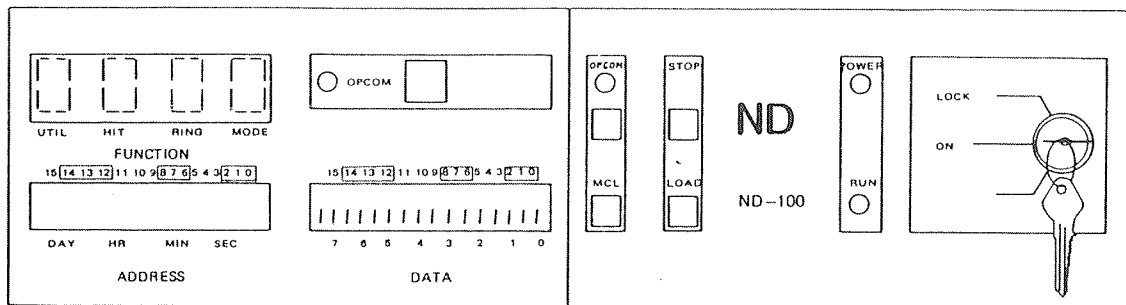 UTIL HIT RING MODE
FUNCTION
15 14 13 12 11 10 9 8 7 6 5 4 3 2 1 0
DAY HR MIN SEC
ADDRESS
OPCOM
15 14 13 12 11 10 9 8 7 6 5 4 3 2 1 0
7 6 5 4 3 2 1 0
DATA
OPCOM
MCL
STOP
LOAD
ND
ND-100
POWER
RUN
LOCK
ON